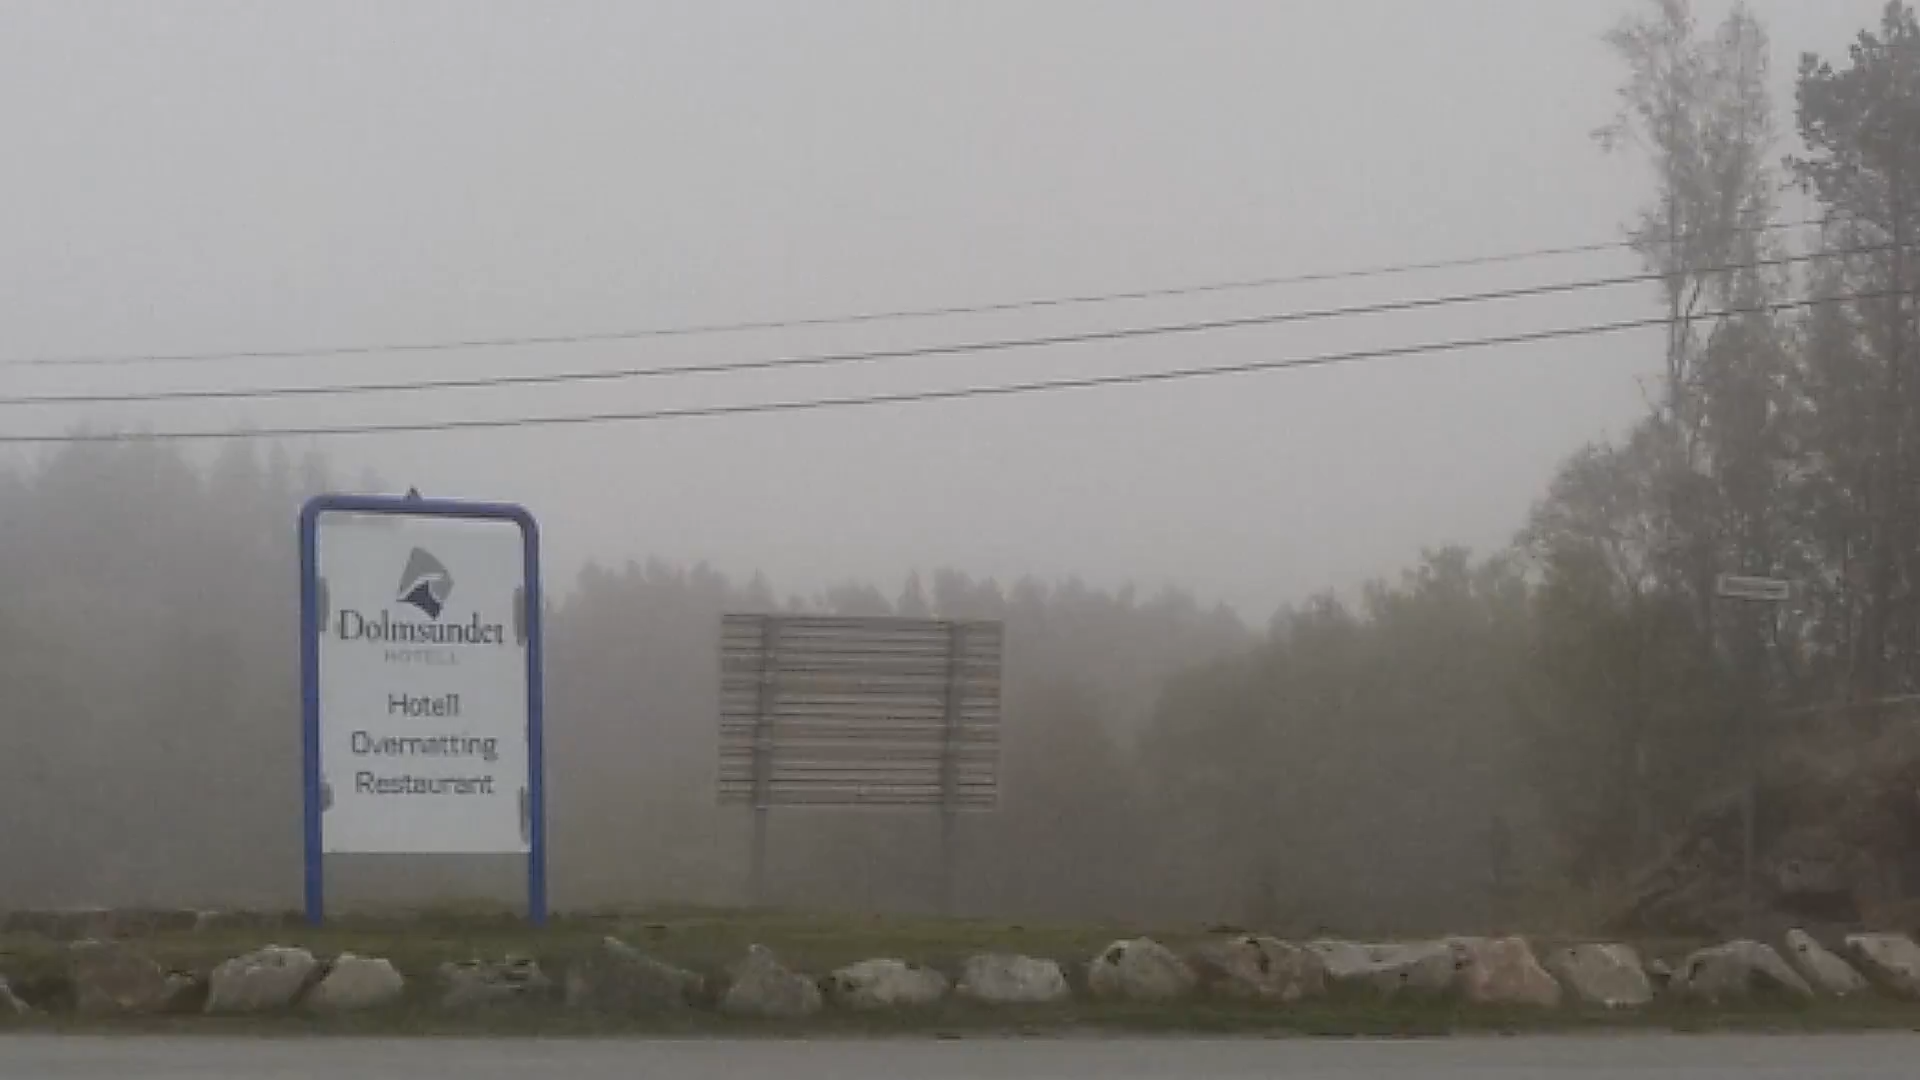 Dolmsundet
HOTELL
Hotell
Overnatting
Restaurant